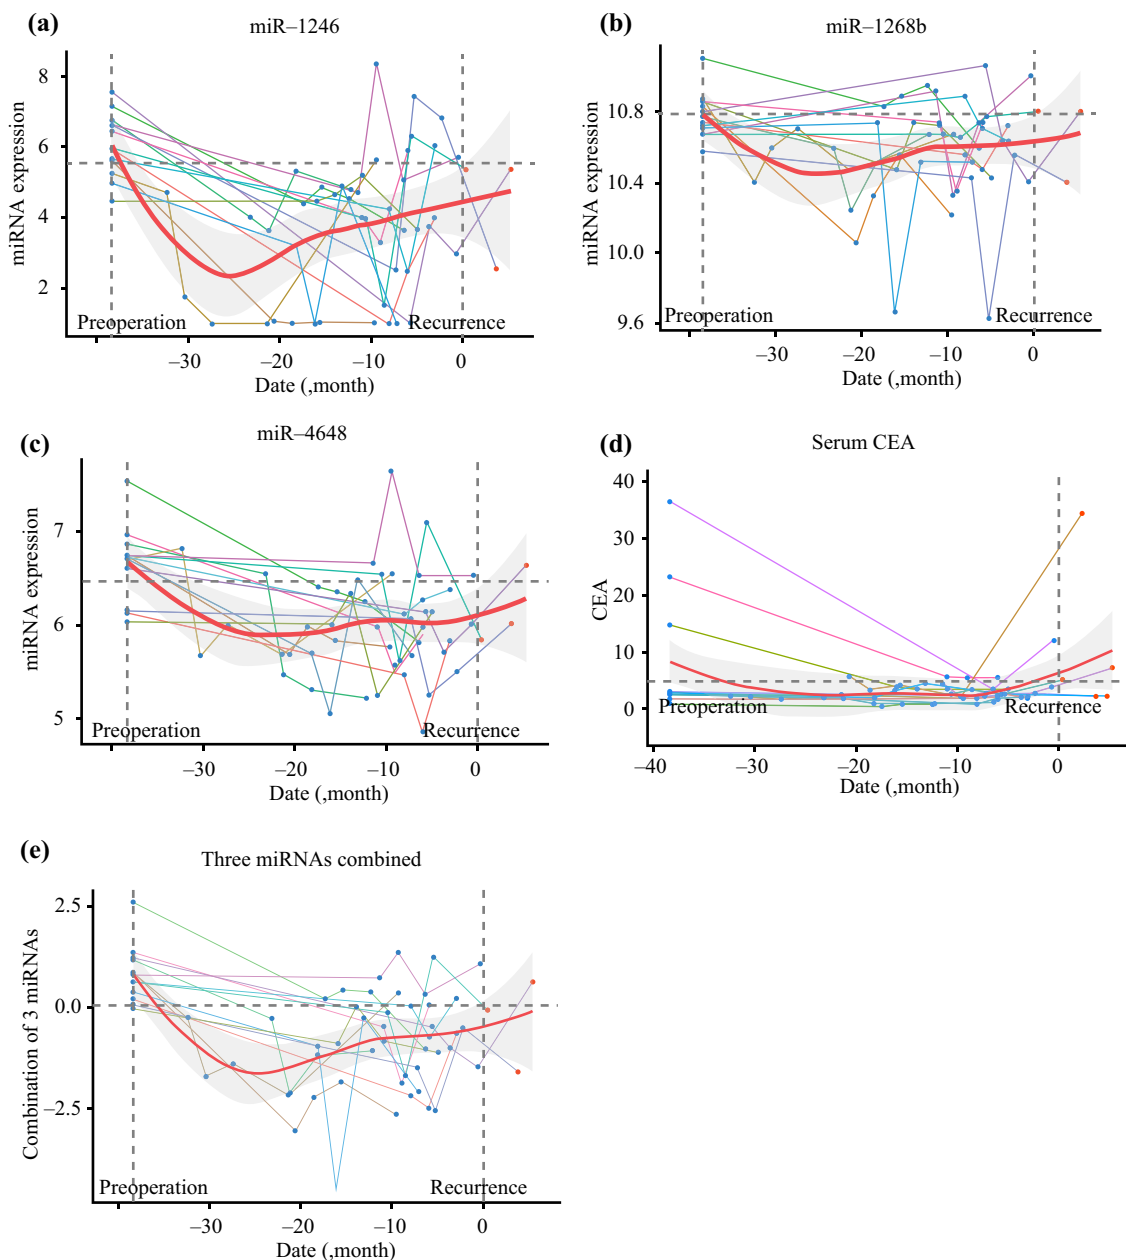 (a)
miR–1246
miRNA expression
8
6
4
2
Preoperation
Recurrence
–30
–20
–10
0
Date (,month)
(b)
miR–1268b
miRNA expression
10.8
10.4
10.0
9.6
Preoperation
Recurrence
–30
–20
–10
0
Date (,month)
(c)
miR–4648
miRNA expression
7
6
5
Preoperation
Recurrence
–30
–20
–10
0
Date (,month)
(d)
Serum CEA
CEA
40
30
20
10
0
Preoperation
Recurrence
–40
–30
–20
–10
0
Date (,month)
(e)
Three miRNAs combined
Combination of 3 miRNAs
2.5
0.0
–2.5
Preoperation
Recurrence
–30
–20
–10
0
Date (,month)